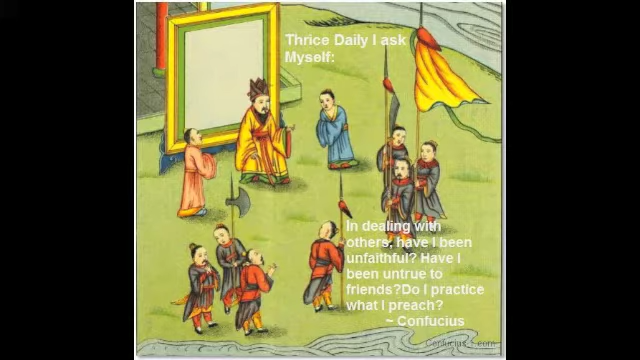 Thrice Daily I ask
Myself:
In dealing with
others, have I been
unfaithful? Have I
been untrue to
friends?Do I practice
what I preach?
~ Confucius